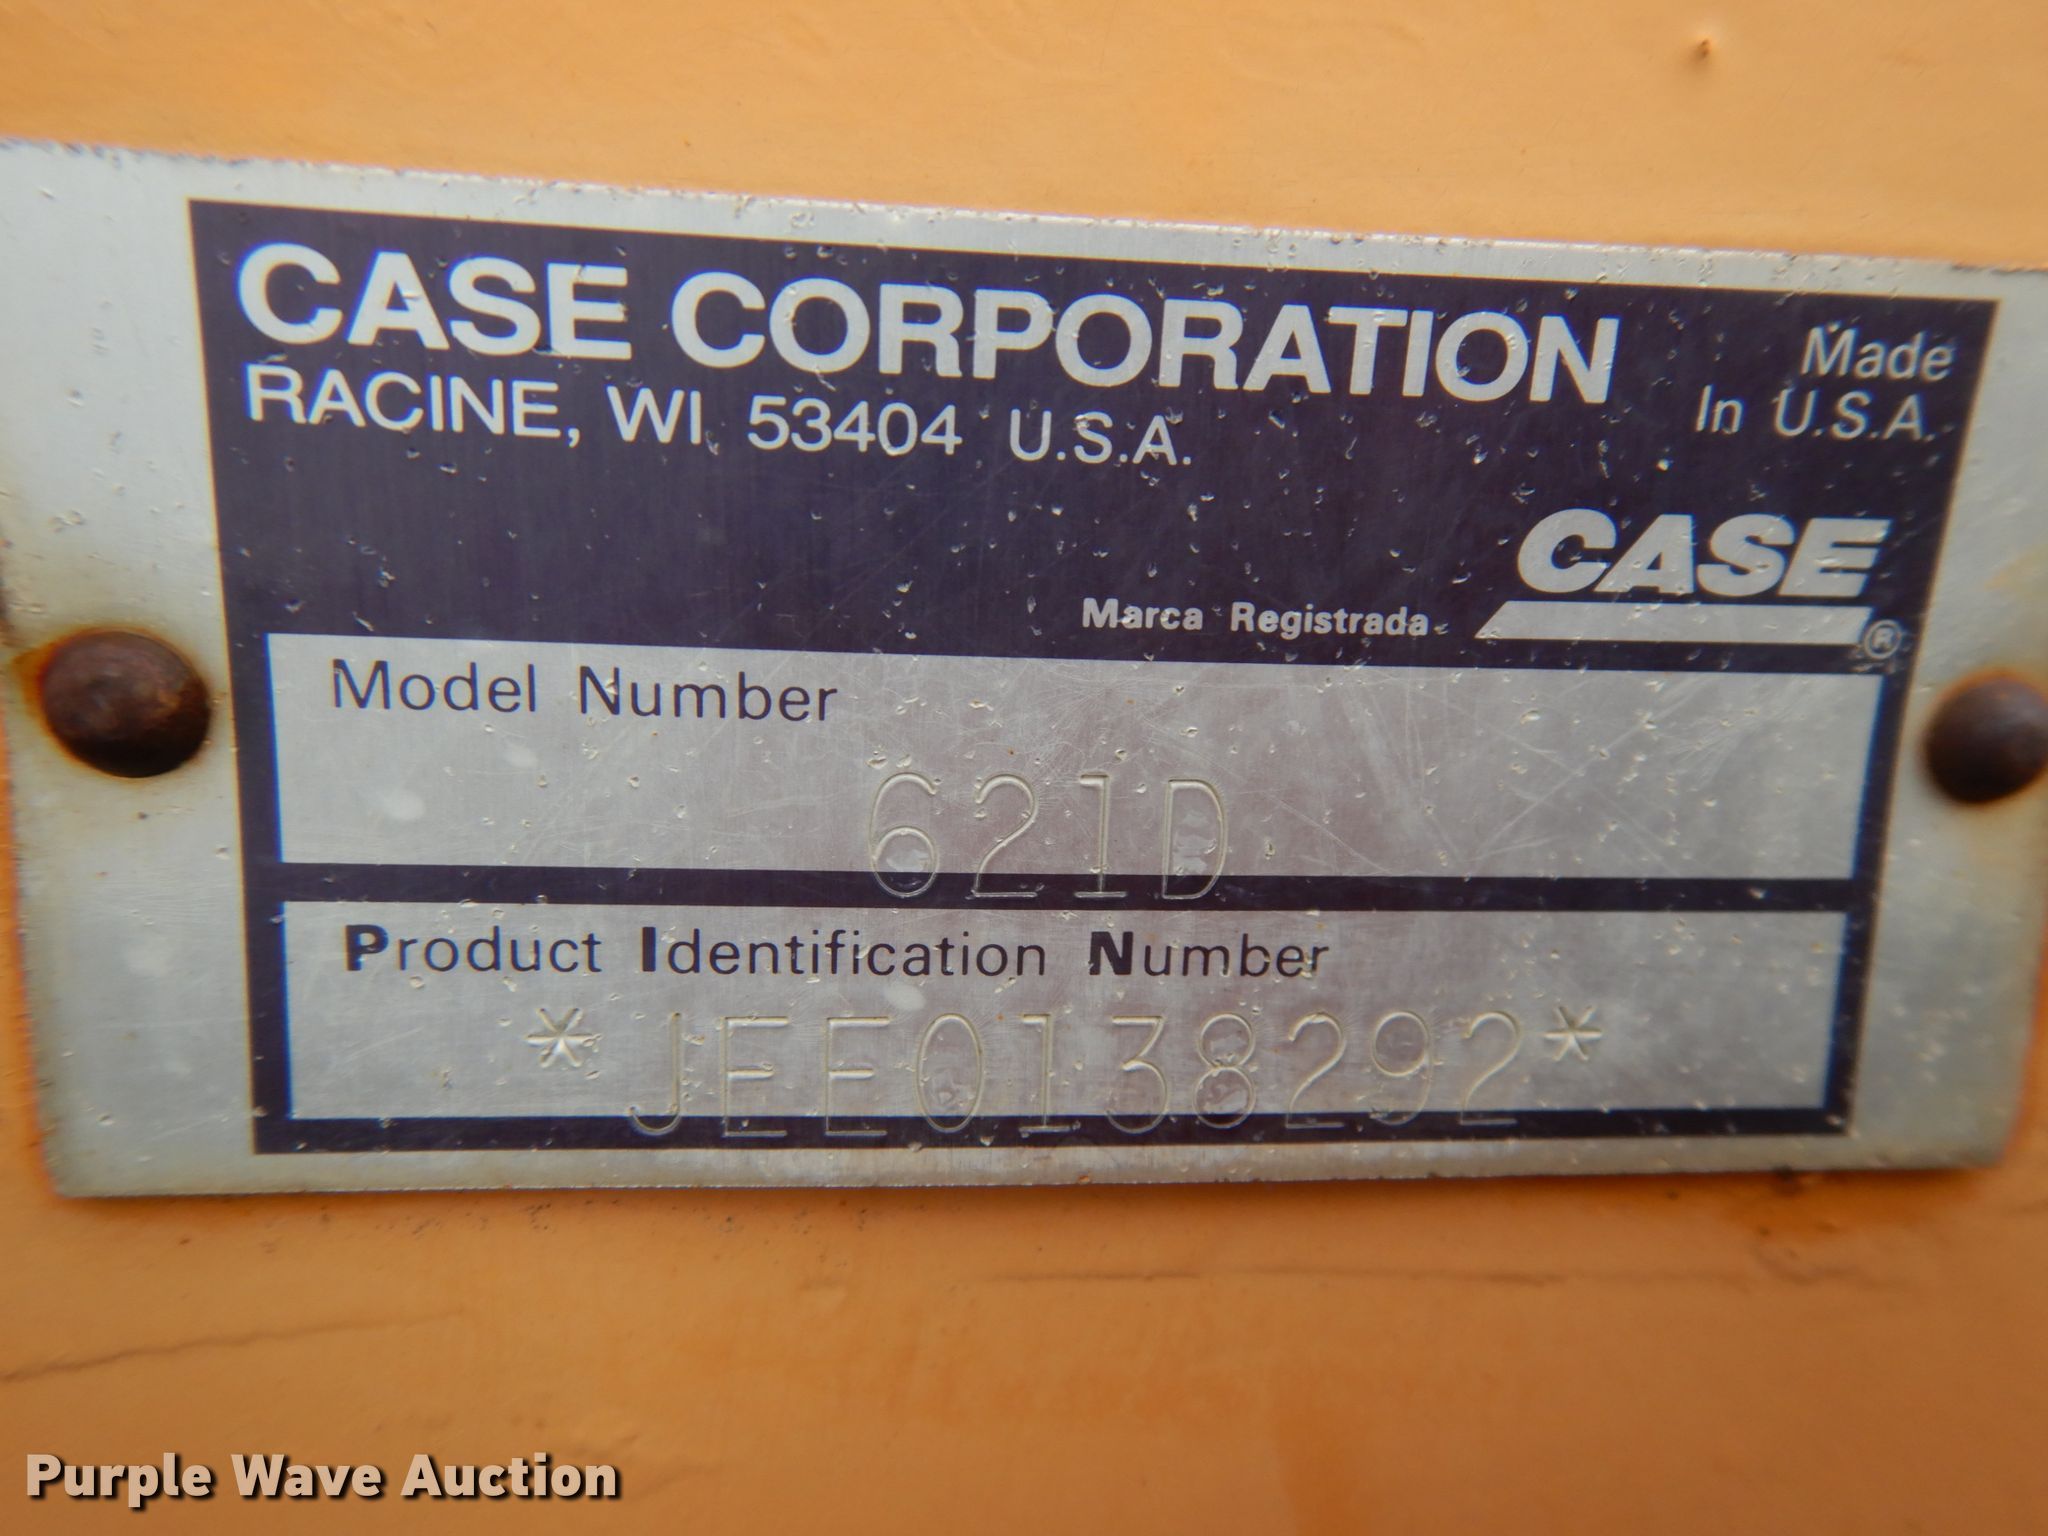 CASE CORPORATION
RACINE, WI 53404 U.S.A.
Made
In U.S.A.
CASE
Marca Registrada ®
Model Number
621D
Product Identification Number
*JEE0138292*
Purple Wave Auction